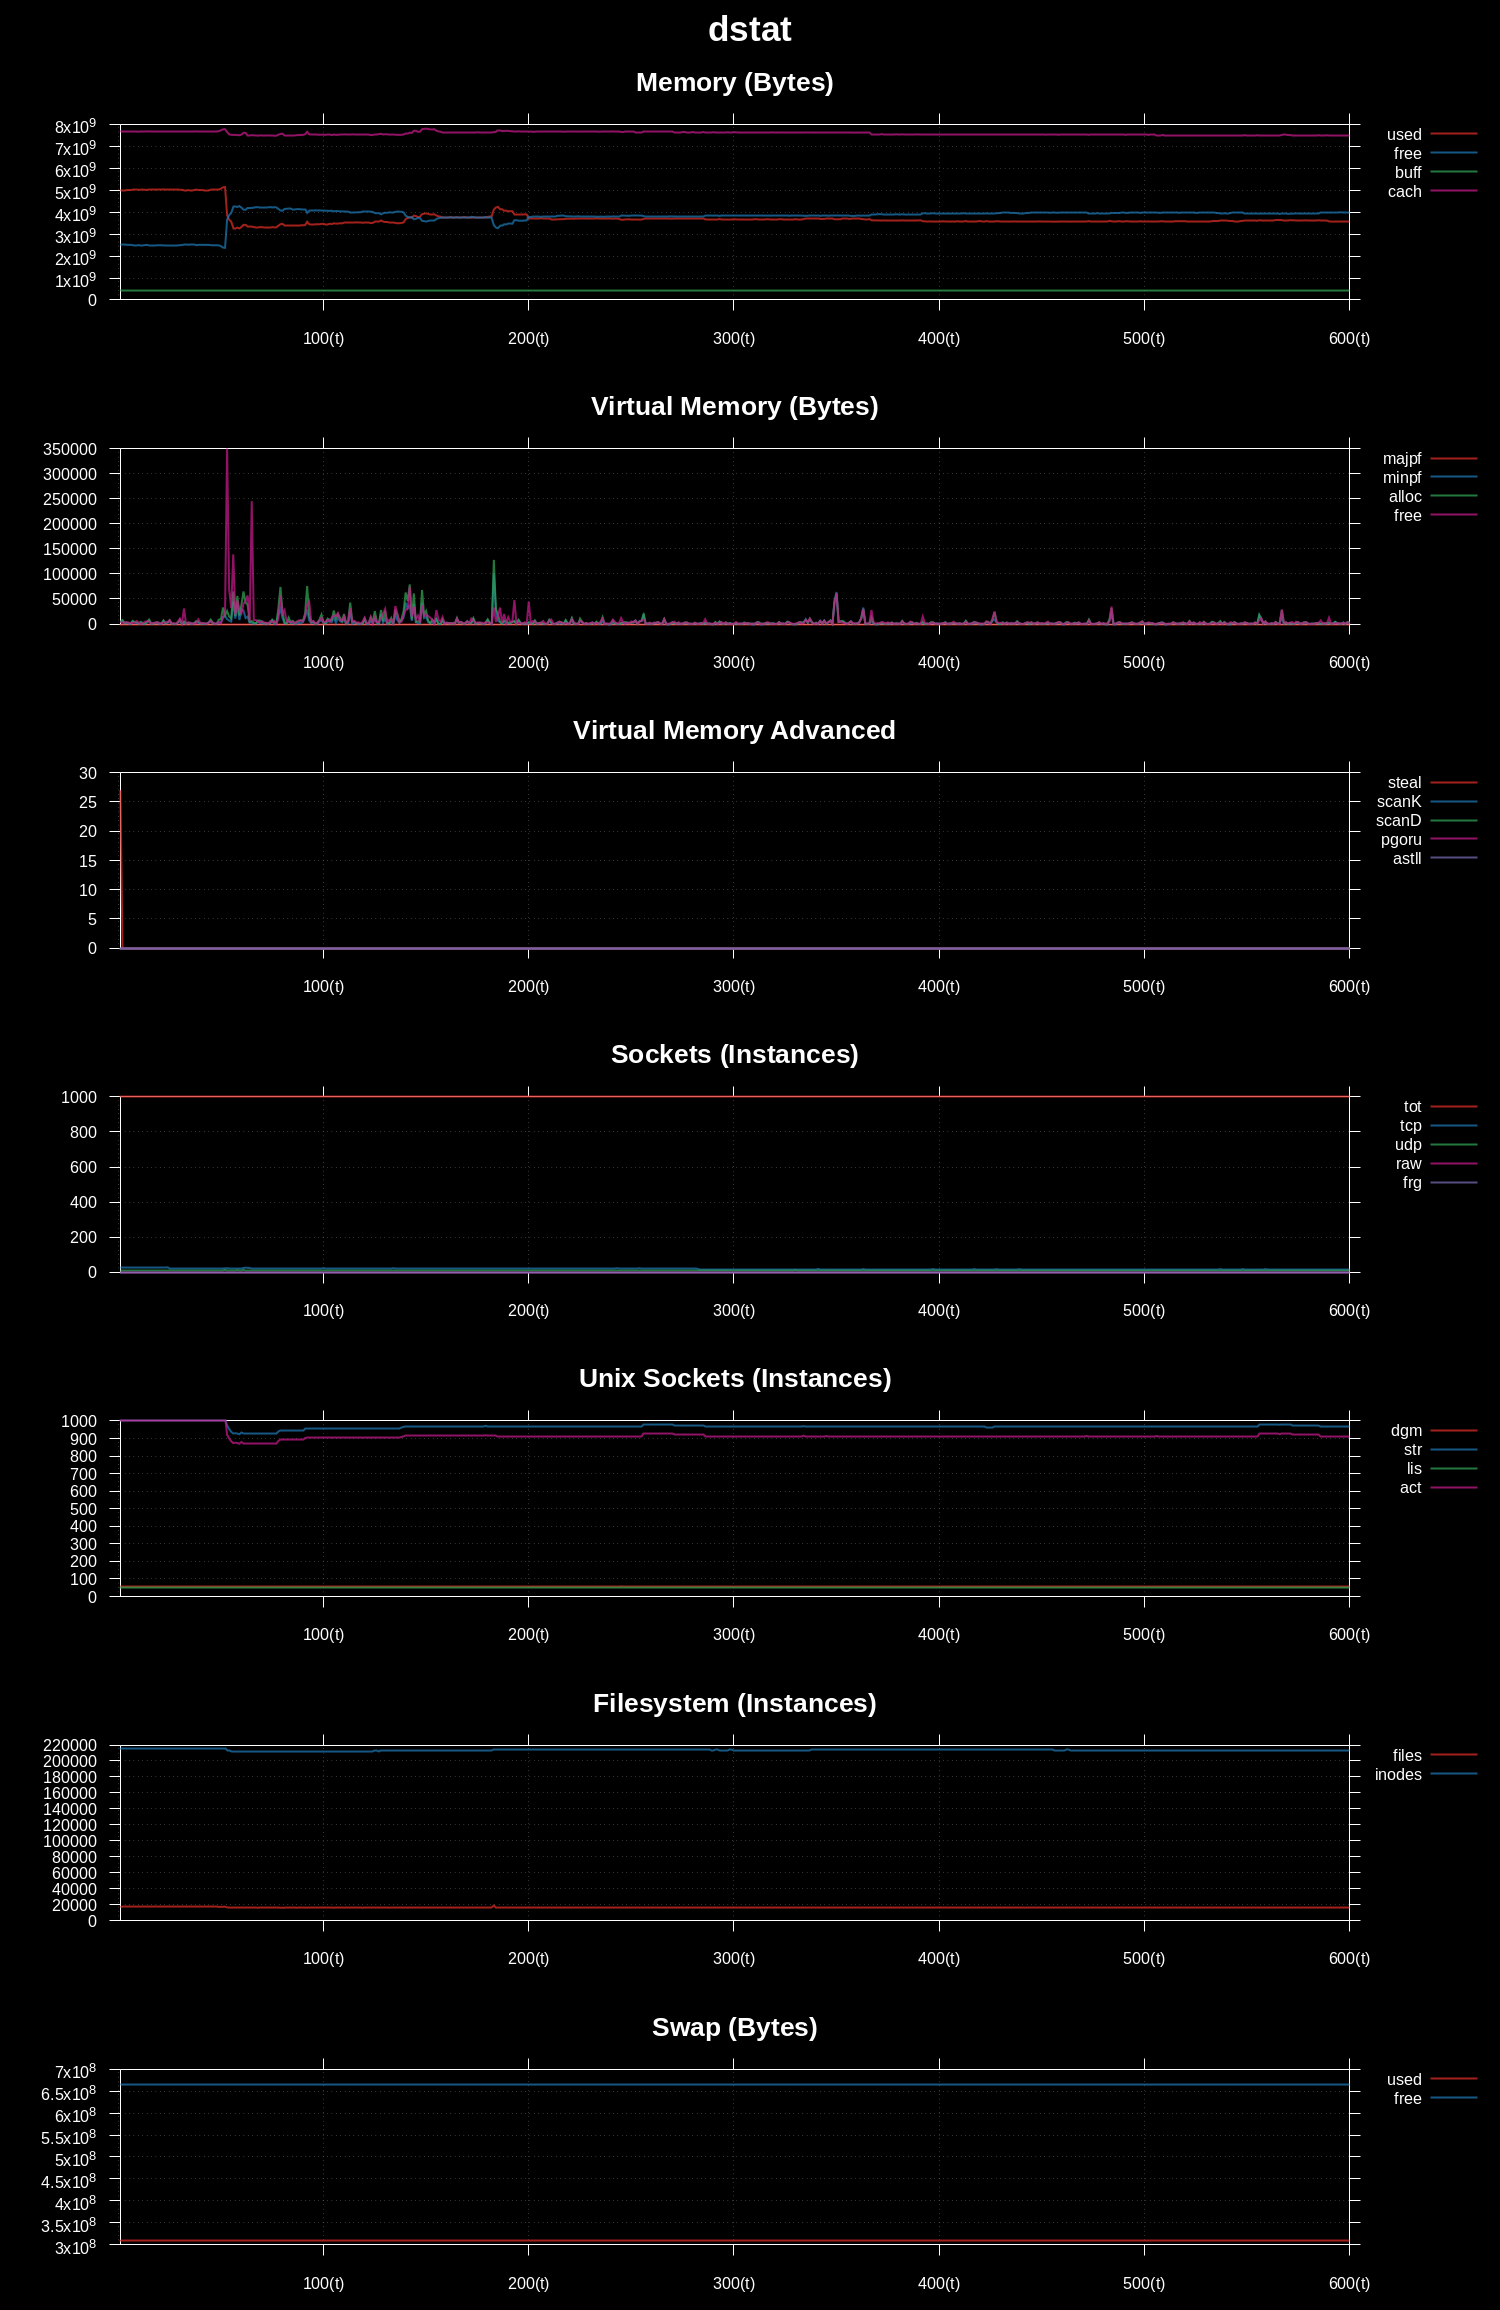 dstat
Memory (Bytes)
8x10⁹
7x10⁹
6x10⁹
5x10⁹
4x10⁹
3x10⁹
2x10⁹
1x10⁹
0
100(t) 200(t) 300(t) 400(t) 500(t) 600(t)
used
free
buff
cach
Virtual Memory (Bytes)
350000
300000
250000
200000
150000
100000
50000
0
100(t) 200(t) 300(t) 400(t) 500(t) 600(t)
majpf
minpf
alloc
free
Virtual Memory Advanced
30
25
20
15
10
5
0
100(t) 200(t) 300(t) 400(t) 500(t) 600(t)
steal
scanK
scanD
pgoru
astll
Sockets (Instances)
1000
800
600
400
200
0
100(t) 200(t) 300(t) 400(t) 500(t) 600(t)
tot
tcp
udp
raw
frg
Unix Sockets (Instances)
1000
900
800
700
600
500
400
300
200
100
0
100(t) 200(t) 300(t) 400(t) 500(t) 600(t)
dgm
str
lis
act
Filesystem (Instances)
220000
200000
180000
160000
140000
120000
100000
80000
60000
40000
20000
0
100(t) 200(t) 300(t) 400(t) 500(t) 600(t)
files
inodes
Swap (Bytes)
7x10⁸
6.5x10⁸
6x10⁸
5.5x10⁸
5x10⁸
4.5x10⁸
4x10⁸
3.5x10⁸
3x10⁸
100(t) 200(t) 300(t) 400(t) 500(t) 600(t)
used
free